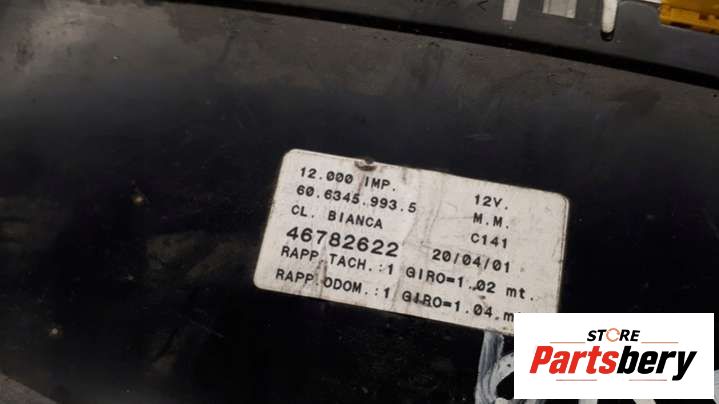 12.000 IMP. 12V.
60.6345.993.5 M.M.
CL. BIANCA C141
46782622 20/04/01
RAPP.TACH.:1 GIRO=1.02 mt.
RAPP.ODOM.:1 GIRO=1.04 m
STORE
Partsbery